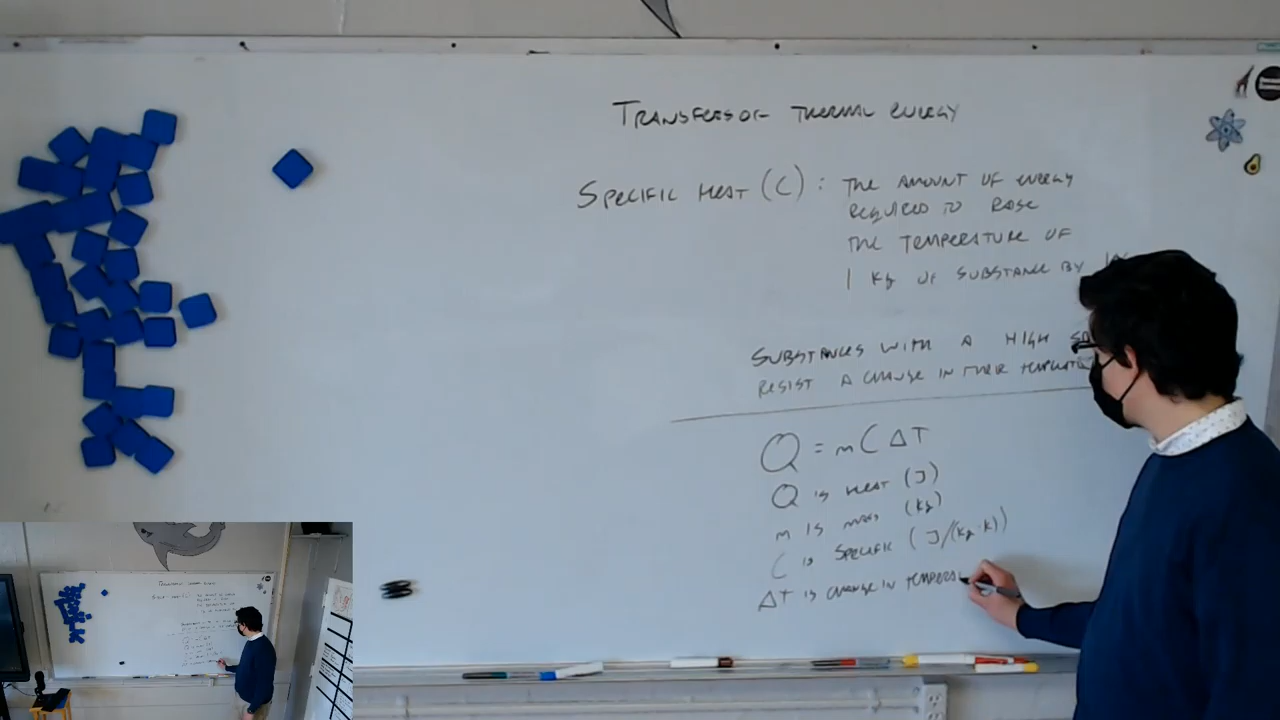 TRANSFERS OF THERMAL ENERGY
SPECIFIC HEAT (C) : THE AMOUNT OF ENERGY
REQUIRED TO RAISE
THE TEMPERATURE OF
1 Kg OF SUBSTANCE BY
SUBSTANCES WITH A HIGH
RESIST A CHANGE IN THEIR
Q = mCΔT
Q IS HEAT (J)
m IS MASS (Kg)
C IS SPECIFIC (J/(Kg·K))
ΔT IS CHANGE IN TEMPERA